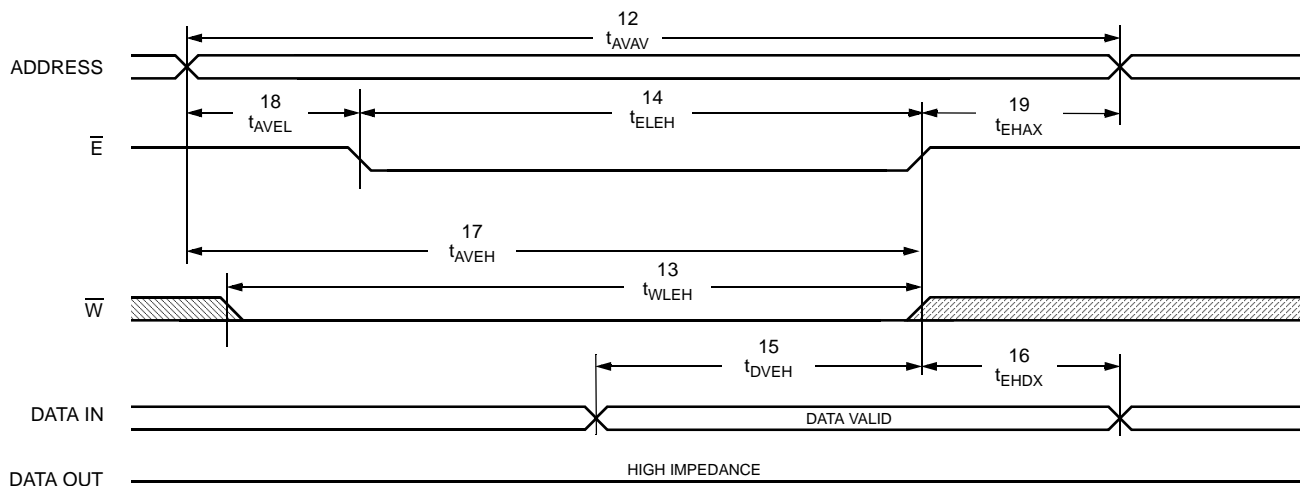 12
tAVAV
ADDRESS
18
tAVEL
14
tELEH
19
tEHAX
E
17
tAVEH
13
tWLEH
W
15
tDVEH
16
tEHDX
DATA IN
DATA VALID
DATA OUT
HIGH IMPEDANCE